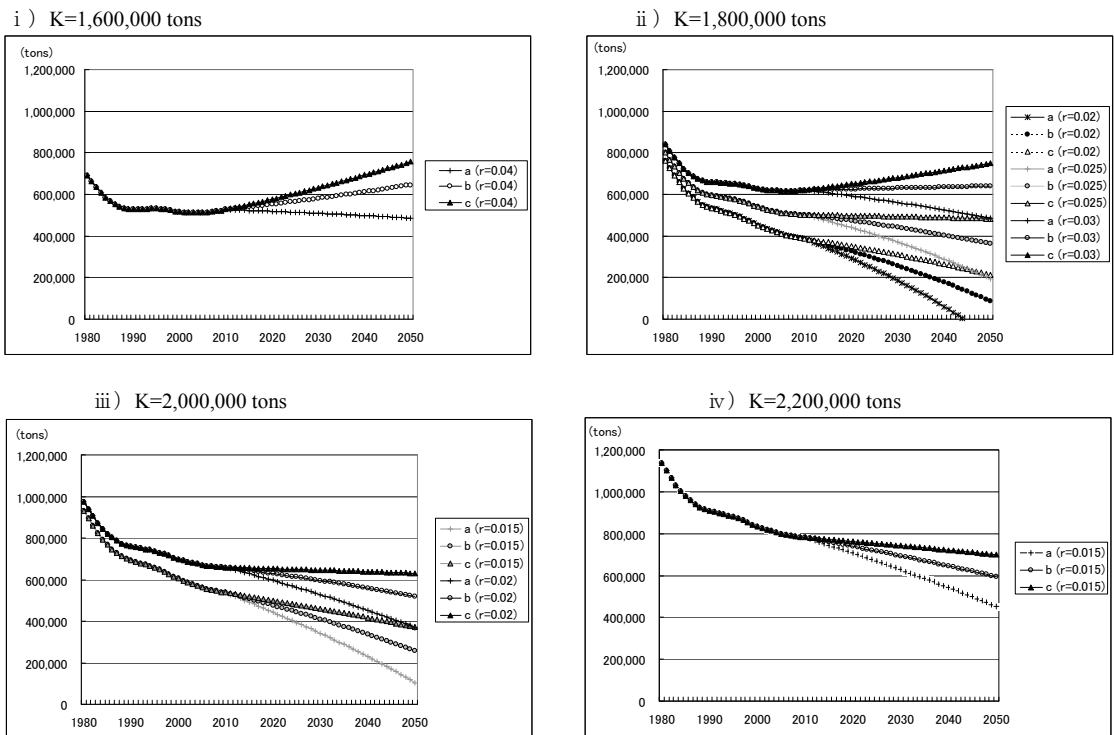 ⅰ) K=1,600,000 tons
(tons)
1,200,000
1,000,000
800,000
600,000
400,000
200,000
0
1980 1990 2000 2010 2020 2030 2040 2050
a (r=0.04)
b (r=0.04)
c (r=0.04)
ⅱ) K=1,800,000 tons
(tons)
1,200,000
1,000,000
800,000
600,000
400,000
200,000
0
1980 1990 2000 2010 2020 2030 2040 2050
a (r=0.02)
b (r=0.02)
c (r=0.02)
a (r=0.025)
b (r=0.025)
c (r=0.025)
a (r=0.03)
b (r=0.03)
c (r=0.03)
ⅲ) K=2,000,000 tons
(tons)
1,200,000
1,000,000
800,000
600,000
400,000
200,000
0
1980 1990 2000 2010 2020 2030 2040 2050
a (r=0.015)
b (r=0.015)
c (r=0.015)
a (r=0.02)
b (r=0.02)
c (r=0.02)
ⅳ) K=2,200,000 tons
(tons)
1,200,000
1,000,000
800,000
600,000
400,000
200,000
0
1980 1990 2000 2010 2020 2030 2040 2050
a (r=0.015)
b (r=0.015)
c (r=0.015)